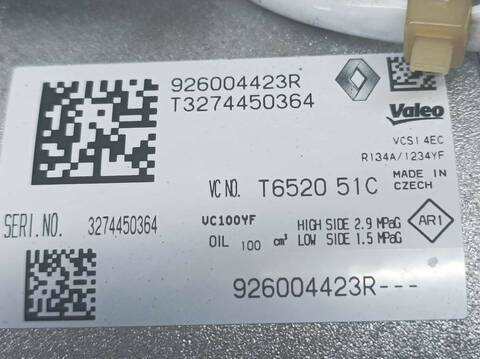 926004423R
T3274450364
Valeo
VCS14EC
R134A/1234YF
VC NO. T6520 51C
MADE IN
CZECH
SERI.NO. 3274450364
VC100YF
OIL 100 cm³
HIGH SIDE 2.9 MPaG
LOW SIDE 1.5 MPaG
AR1
926004423R---